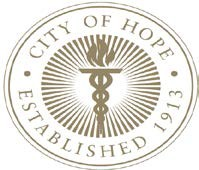 · CITY OF HOPE ·
ESTABLISHED 1913